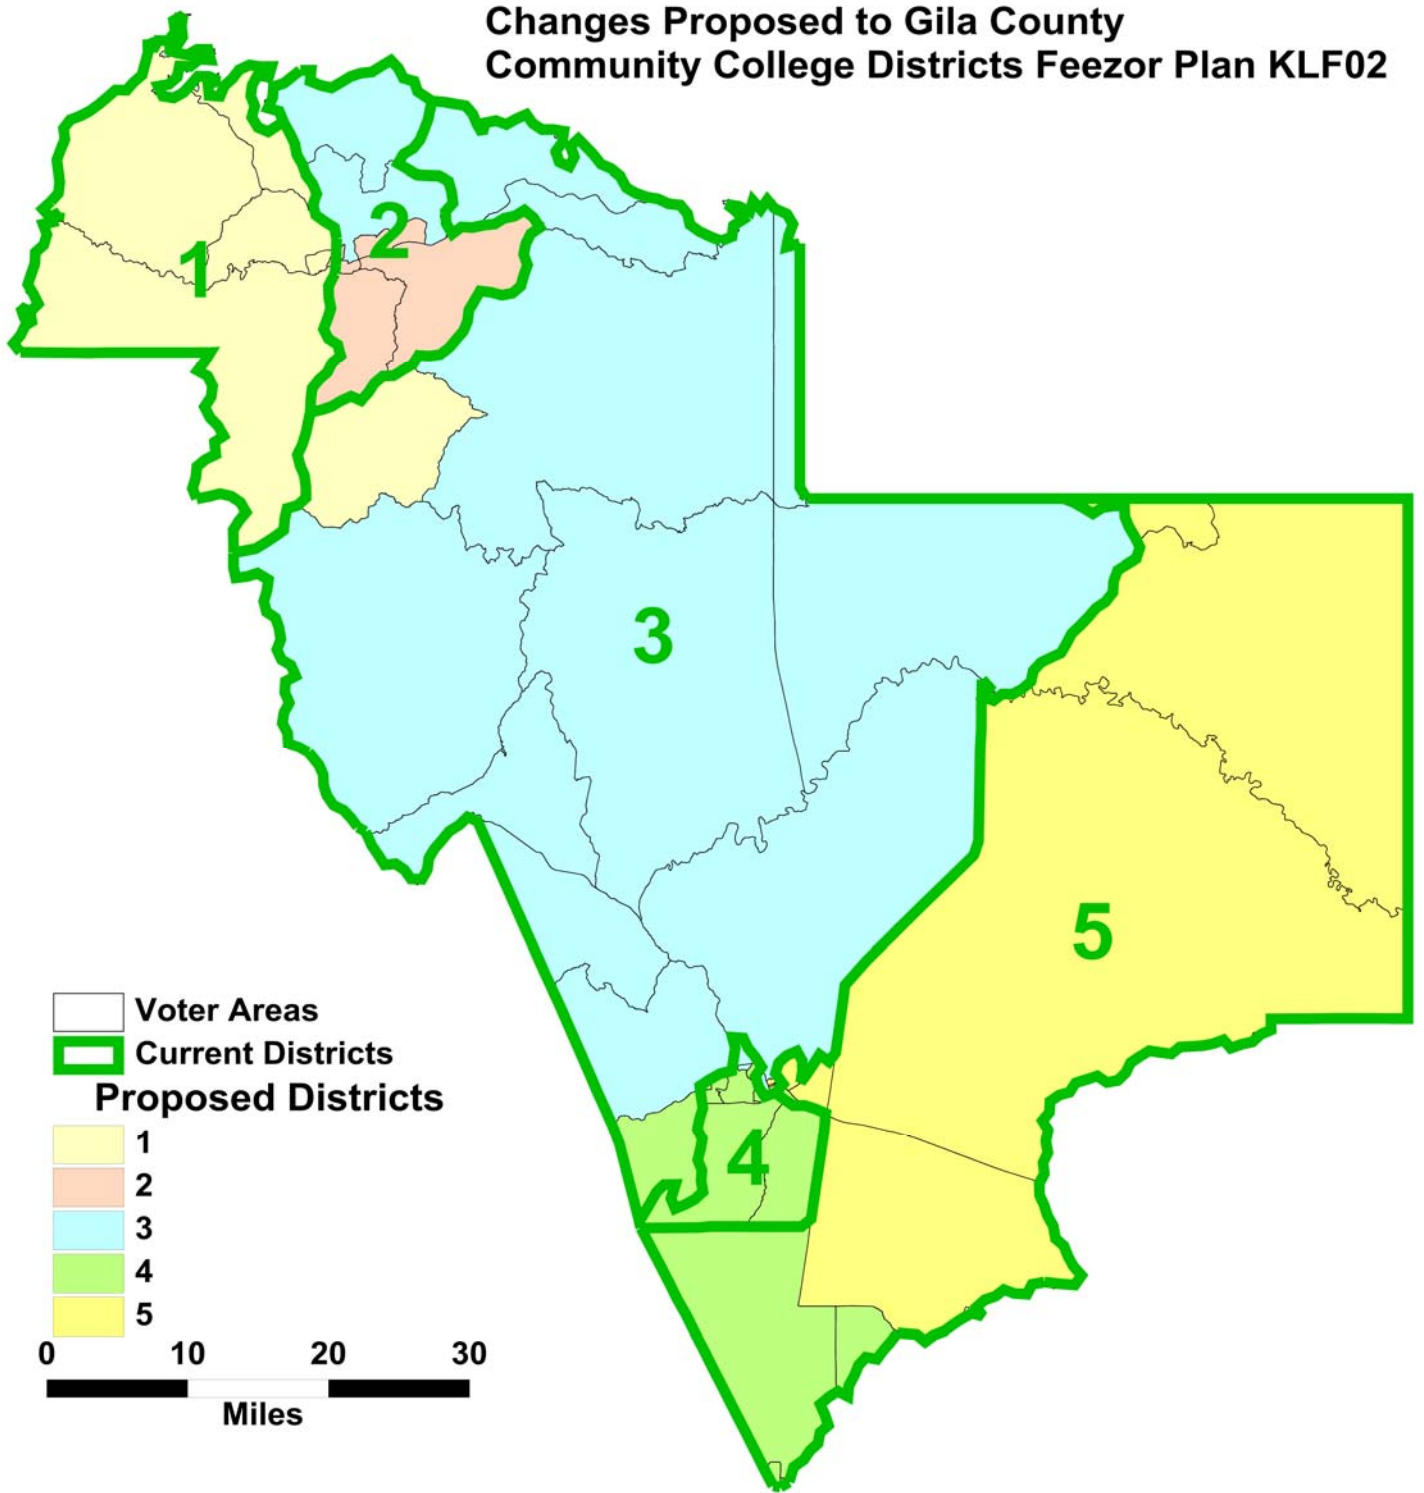 Changes Proposed to Gila County
Community College Districts Feezor Plan KLF02
2
1
3
5
4
Voter Areas
Current Districts
Proposed Districts
1
2
3
4
5
0 10 20 30
Miles